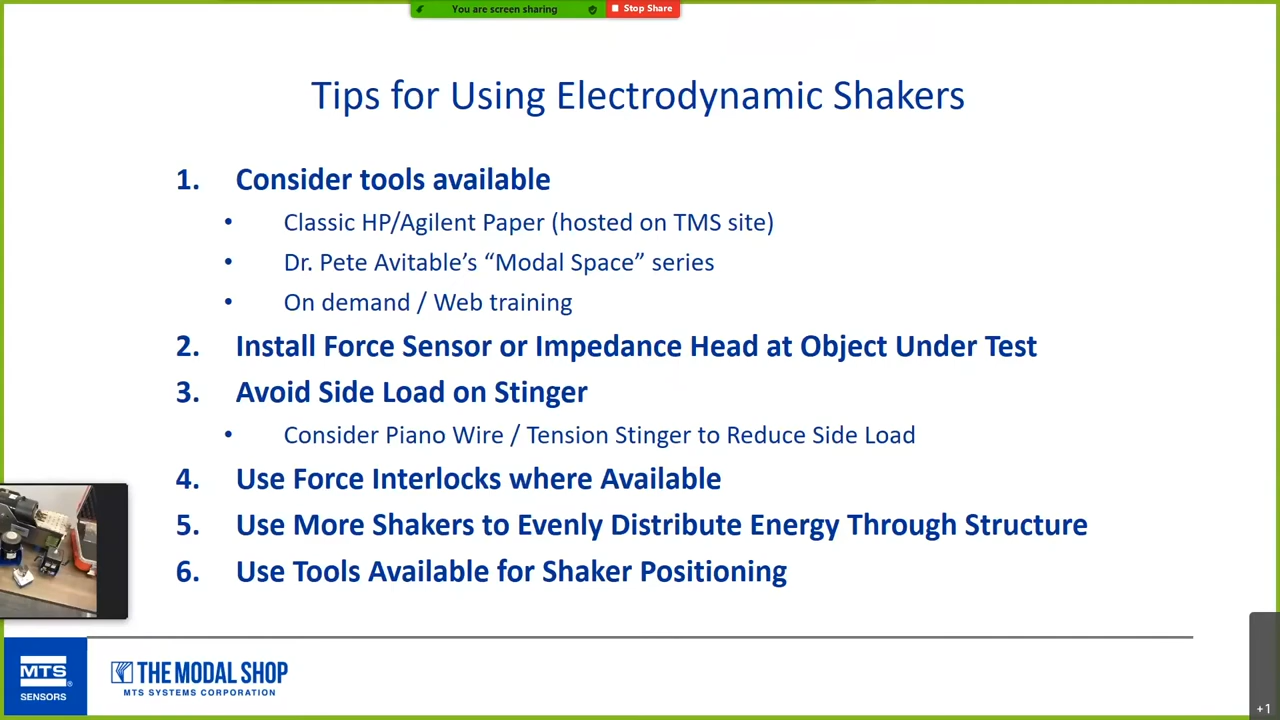 You are screen sharing
Stop Share
Tips for Using Electrodynamic Shakers
1. Consider tools available
• Classic HP/Agilent Paper (hosted on TMS site)
• Dr. Pete Avitable’s “Modal Space” series
• On demand / Web training
2. Install Force Sensor or Impedance Head at Object Under Test
3. Avoid Side Load on Stinger
• Consider Piano Wire / Tension Stinger to Reduce Side Load
4. Use Force Interlocks where Available
5. Use More Shakers to Evenly Distribute Energy Through Structure
6. Use Tools Available for Shaker Positioning
MTS®
SENSORS
THE MODAL SHOP
MTS SYSTEMS CORPORATION
+1